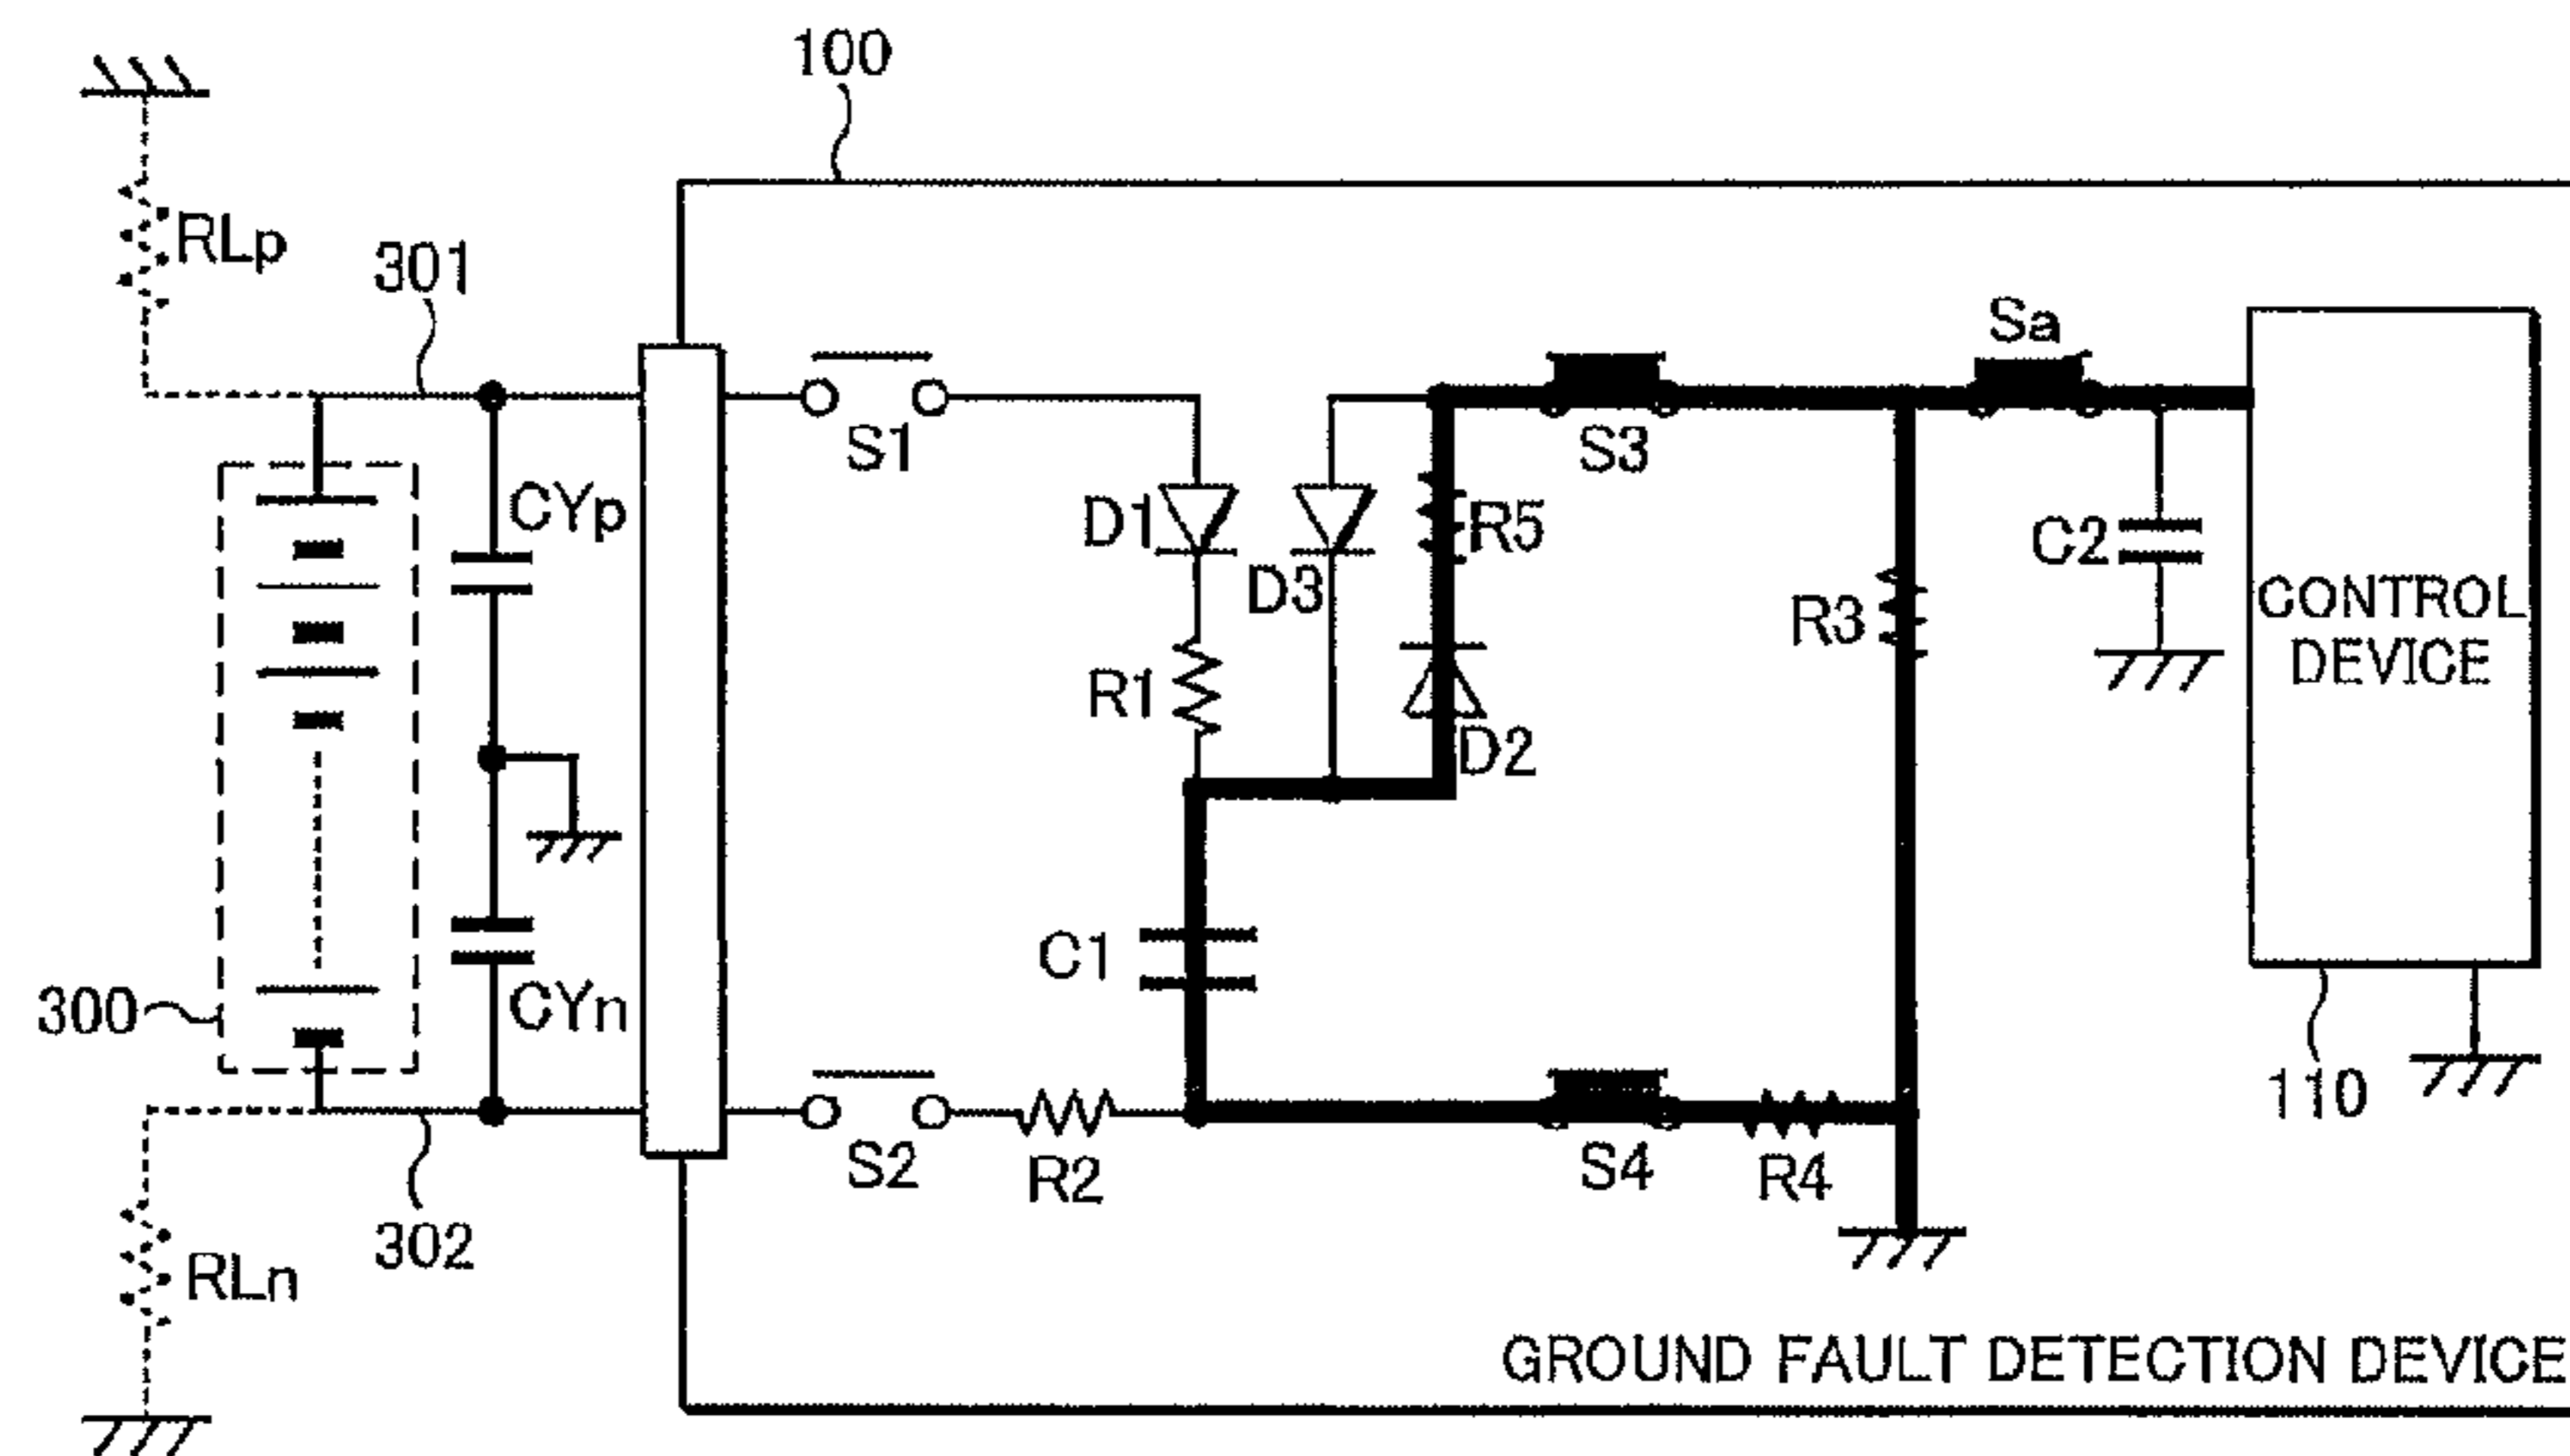 100
RLp
301
Sa
S1
S3
CYp
D1
D3
R5
C2
R3
CONTROL
DEVICE
R1
D2
C1
300
CYn
110
S2
R2
S4
R4
302
RLn
GROUND FAULT DETECTION DEVICE